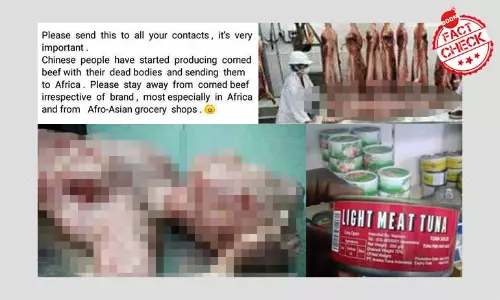 Please send this to all your contacts , it's very
important .
Chinese people have started producing corned
beef with their dead bodies and sending them
to Africa . Please stay away from corned beef
irrespective of brand , most especially in Africa
and from Afro-Asian grocery shops .
BOOM
FACT
CHECK
LIGHT MEAT TUNA